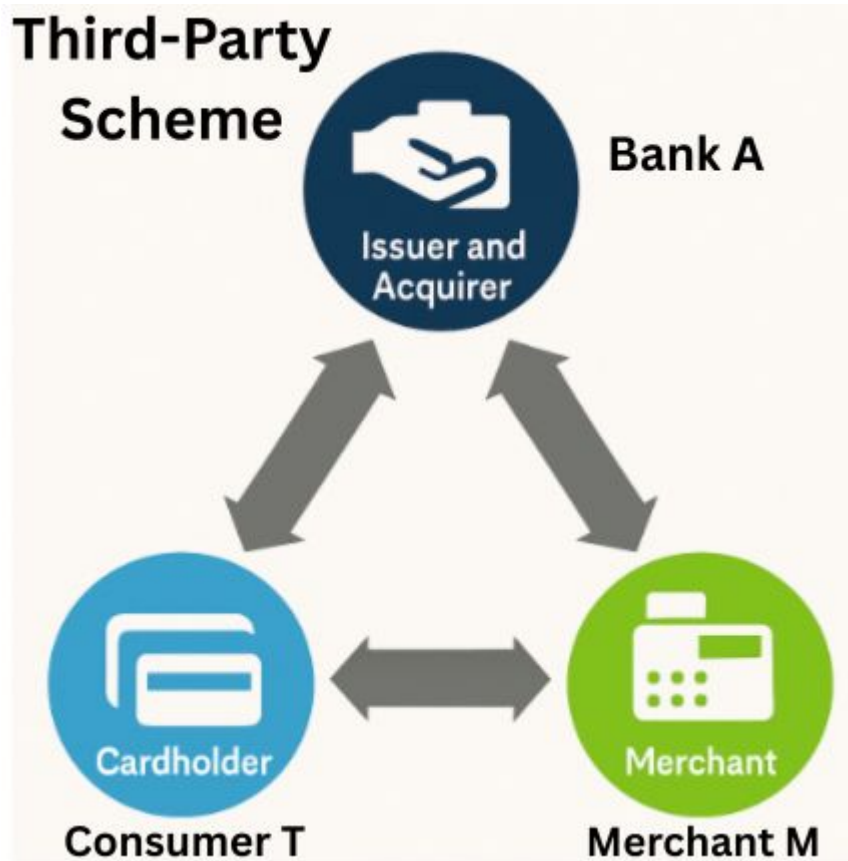 Third-Party
Scheme
Bank A
Issuer and
Acquirer
Cardholder
Merchant
Consumer T
Merchant M